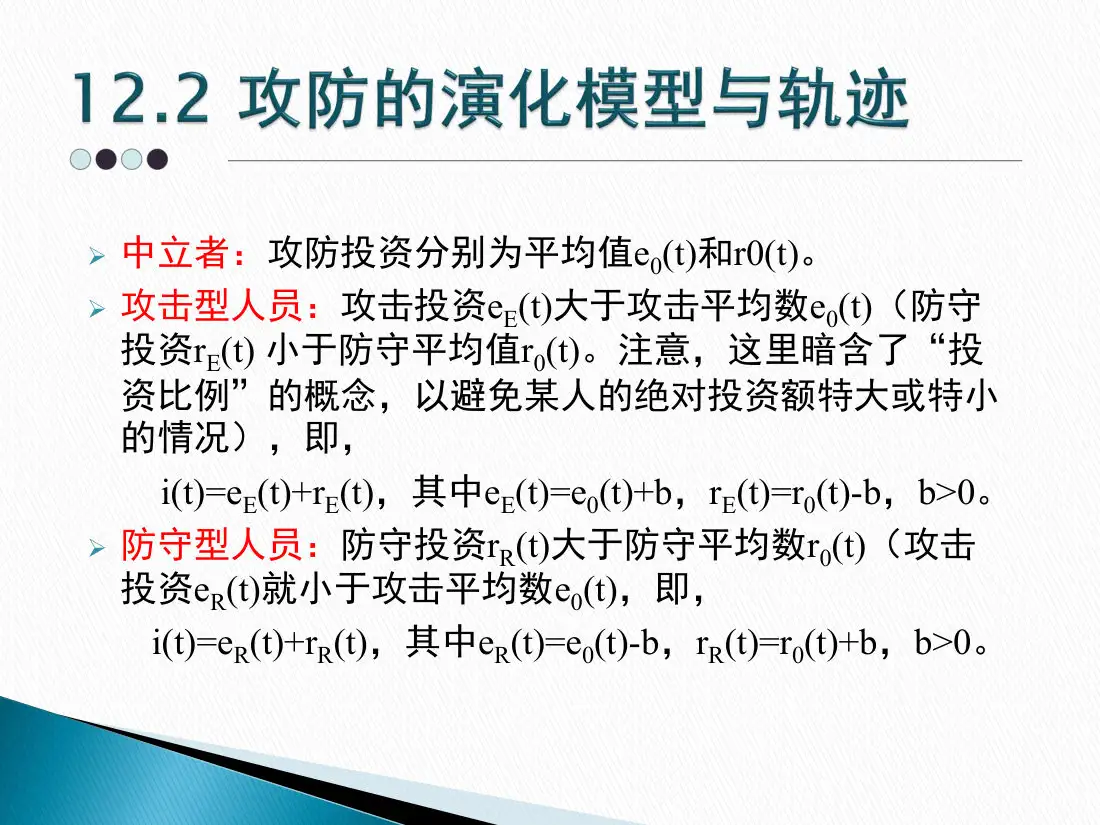 12.2 攻防的演化模型与轨迹
中立者：攻防投资分别为平均值e₀(t)和r0(t)。
攻击型人员：攻击投资eE(t)大于攻击平均数e₀(t)（防守
投资rE(t) 小于防守平均值r₀(t)。注意，这里暗含了“投
资比例”的概念，以避免某人的绝对投资额特大或特小
的情况），即，
i(t)=eE(t)+rE(t)，其中eE(t)=e₀(t)+b，rE(t)=r₀(t)-b，b>0。
防守型人员：防守投资rR(t)大于防守平均数r₀(t)（攻击
投资eR(t)就小于攻击平均数e₀(t)，即，
i(t)=eR(t)+rR(t)，其中eR(t)=e₀(t)-b，rR(t)=r₀(t)+b，b>0。